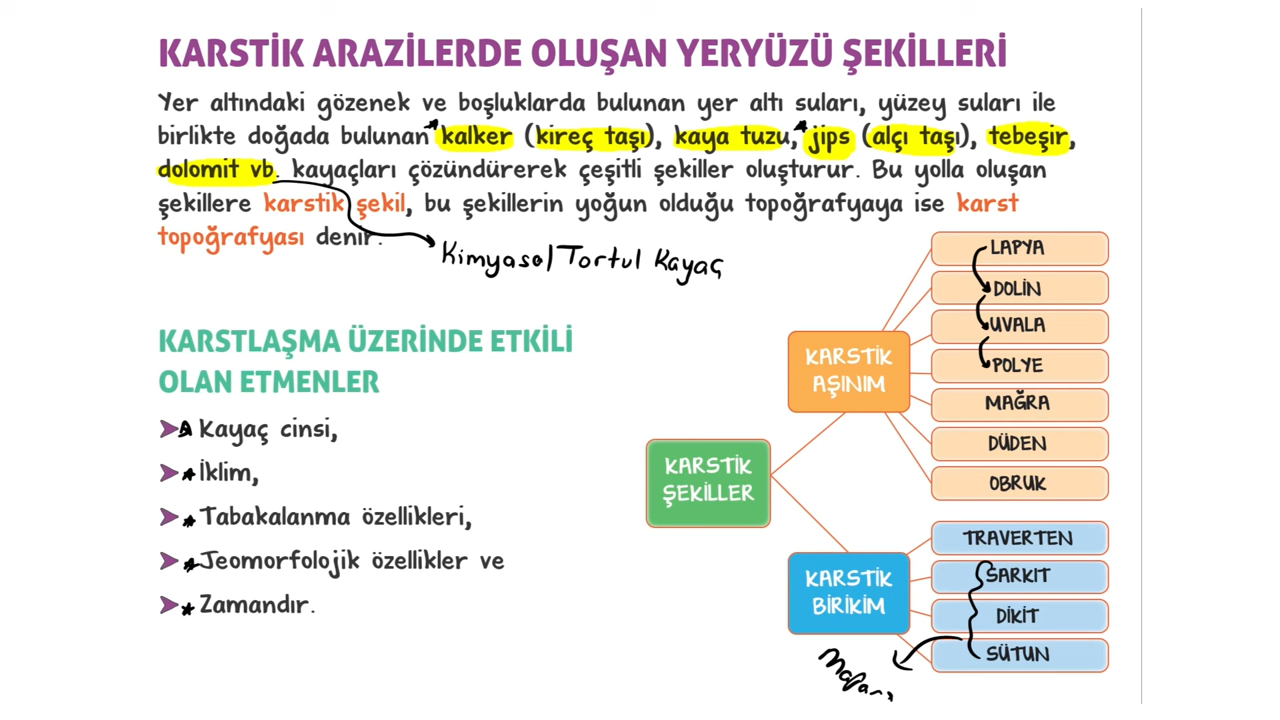 KARSTİK ARAZİLERDE OLUŞAN YERYÜZÜ ŞEKİLLERİ
Yer altındaki gözenek ve boşluklarda bulunan yer altı suları, yüzey suları ile
birlikte doğada bulunan kalker (kireç taşı), kaya tuzu, jips (alçı taşı), tebeşir,
dolomit vb. kayaçları çözündürerek çeşitli şekiller oluşturur. Bu yolla oluşan
şekillere karstik şekil, bu şekillerin yoğun olduğu topoğrafyaya ise karst
topoğrafyası denir.
Kimyasal Tortul Kayaç
KARSTLAŞMA ÜZERİNDE ETKİLİ
OLAN ETMENLER
Kayaç cinsi,
İklim,
Tabakalanma özellikleri,
Jeomorfolojik özellikler ve
Zamandır.
KARSTİK
ŞEKİLLER
KARSTİK
AŞINIM
LAPYA
DOLİN
UVALA
POLYE
MAĞRA
DÜDEN
OBRUK
KARSTİK
BİRİKİM
TRAVERTEN
SARKIT
DİKİT
SÜTUN